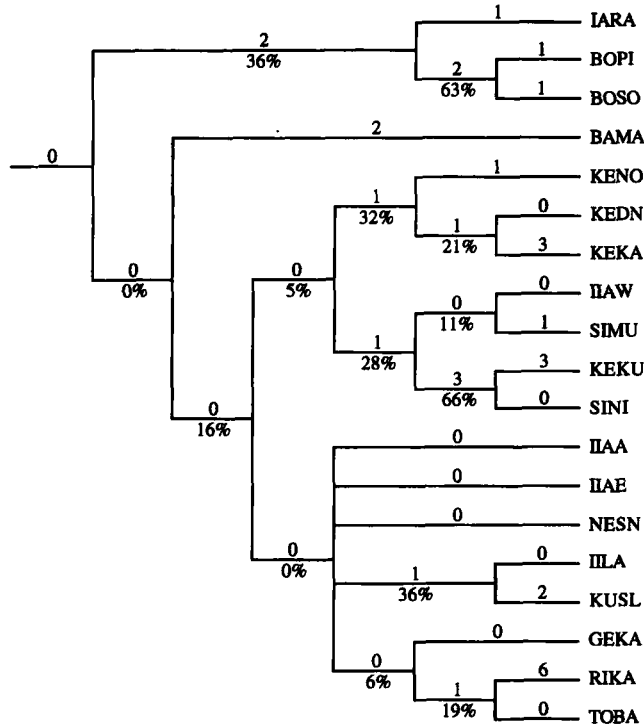 1 IARA
2
36%
1 BOPI
2
63%
1 BOSO
2 BAMA
0
1 KENO
1
32%
0 KEDN
1
21%
3 KEKA
0
0%
0
5%
0 IIAW
0
11%
1 SIMU
1
28%
3 KEKU
3
66%
0 SINI
0
16%
0 IIAA
0 IIAE
0 NESN
0
0%
0 IILA
1
36%
2 KUSL
0 GEKA
0
6%
6 RIKA
1
19%
0 TOBA